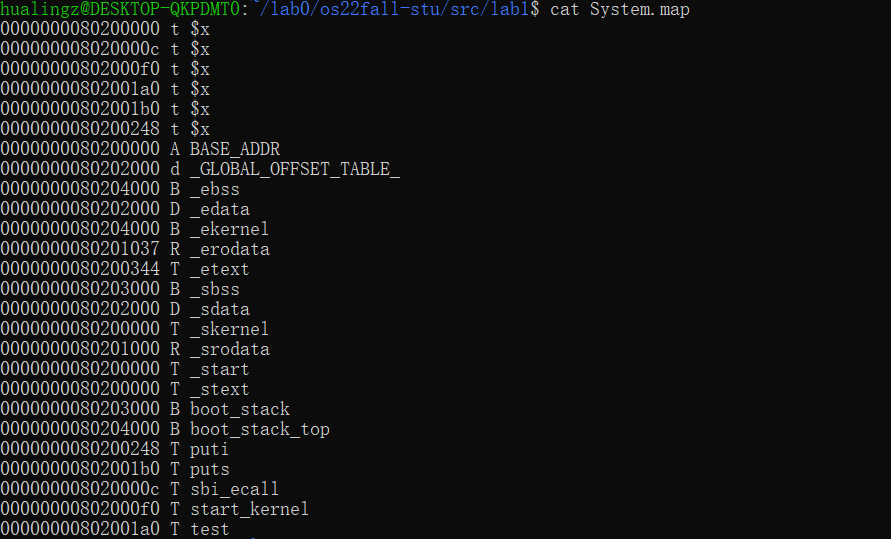 hualingz@DESKTOP-QKPDMT0:~/lab0/os22fall-stu/src/lab1$ cat System.map
0000000080200000 t $x
000000008020000c t $x
00000000802000f0 t $x
00000000802001a0 t $x
00000000802001b0 t $x
0000000080200248 t $x
0000000080200000 A BASE_ADDR
0000000080202000 d _GLOBAL_OFFSET_TABLE_
0000000080204000 B _ebss
0000000080202000 D _edata
0000000080204000 B _ekernel
0000000080201037 R _erodata
0000000080200344 T _etext
0000000080203000 B _sbss
0000000080202000 D _sdata
0000000080200000 T _skernel
0000000080201000 R _srodata
0000000080200000 T _start
0000000080200000 T _stext
0000000080203000 B boot_stack
0000000080204000 B boot_stack_top
0000000080200248 T puti
00000000802001b0 T puts
000000008020000c T sbi_ecall
00000000802000f0 T start_kernel
00000000802001a0 T test